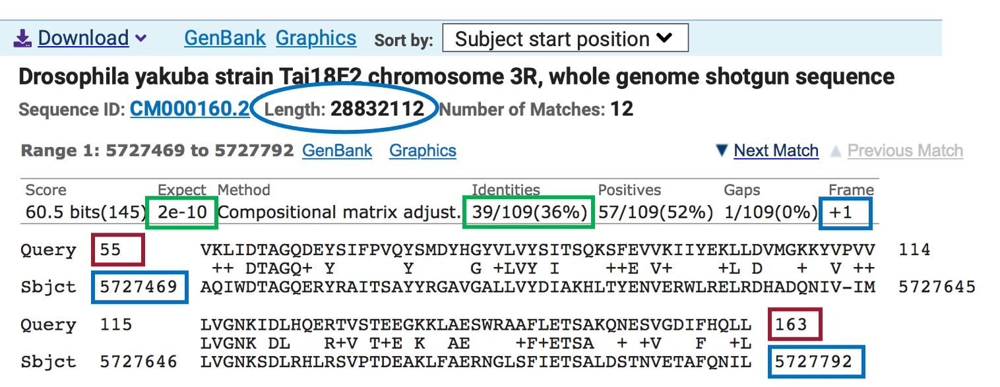 Download GenBank Graphics Sort by: Subject start position
Drosophila yakuba strain Tai18E2 chromosome 3R, whole genome shotgun sequence
Sequence ID: CM000160.2 Length: 28832112 Number of Matches: 12
Range 1: 5727469 to 5727792 GenBank Graphics Next Match Previous Match
Score Expect Method Identities Positives Gaps Frame
60.5 bits(145) 2e-10 Compositional matrix adjust. 39/109(36%) 57/109(52%) 1/109(0%) +1
Query 55 VKLIDTAGQDEYSIFPVQYSMDYHGYVLVYSITSQKSFEVVKIIYEKLLDVMGKKYVPVV 114
++ DTAGQ+ Y Y G +LVY I ++E V+ +L D + V ++
Sbjct 5727469 AQIWDTAGQERYRAITSAYYRGAVGALLVYDIAKHLTYENVERWLRELRDHADQNIV-IM 5727645
Query 115 LVGNKIDLHQERTVSTEEGKKLAESWRAAFLETSAKQNESVGDIFHQLL 163
LVGNK DL R+V T+E K AE +F+ETSA + +V F +L
Sbjct 5727646 LVGNKSDLRHLRSVPTDEAKLFAERNGLSFIETSALDSTNVETAFQNIL 5727792